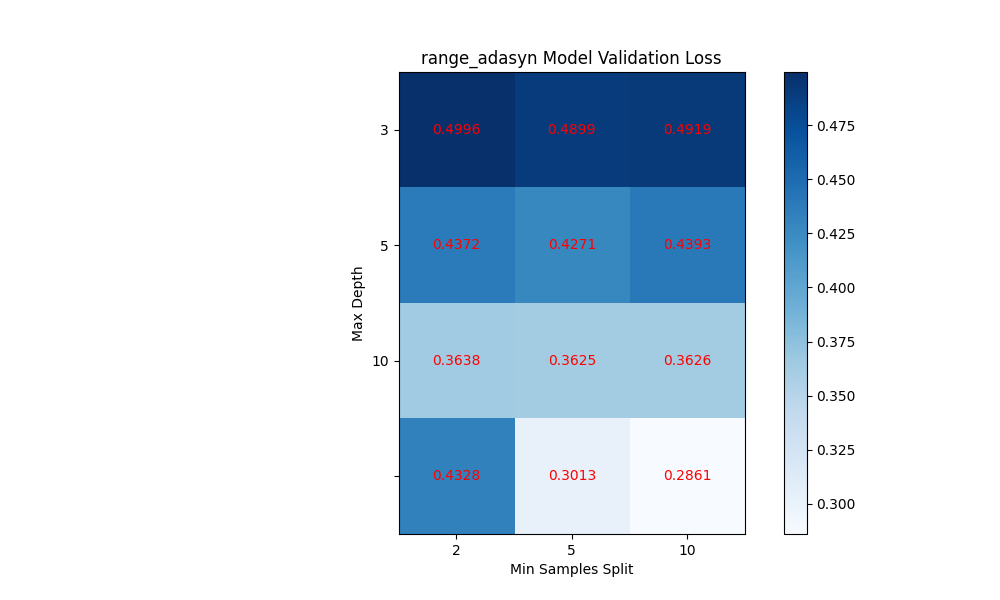 range_adasyn Model Validation Loss
3
0.4996 0.4899 0.4919
5
0.4372 0.4271 0.4393
10
0.3638 0.3625 0.3626
0.4328 0.3013 0.2861
2 5 10
Min Samples Split
Max Depth
0.475
0.450
0.425
0.400
0.375
0.350
0.325
0.300